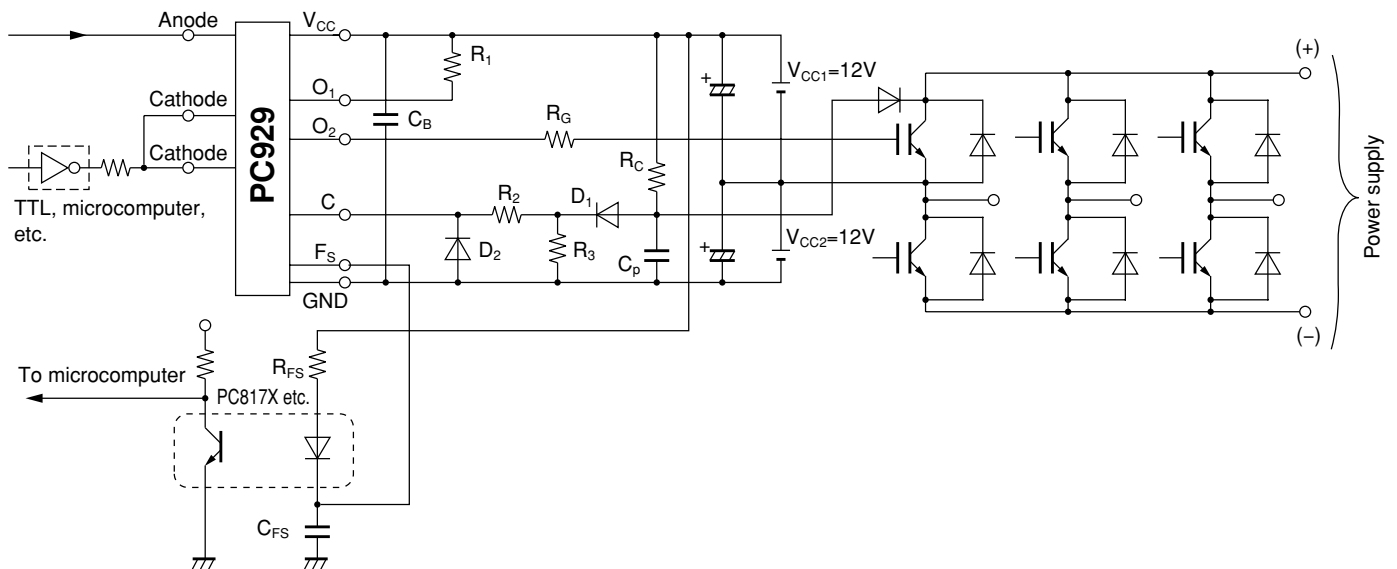 Anode
V_CC
(+)
R_1
+
V_CC1=12V
O_1
Cathode
C_B
R_G
O_2
PC929
Cathode
R_C
Power supply
TTL, microcomputer,
etc.
C
R_2
D_1
D_2
R_3
C_p
+
V_CC2=12V
F_S
GND
(−)
To microcomputer
R_FS
PC817X etc.
C_FS